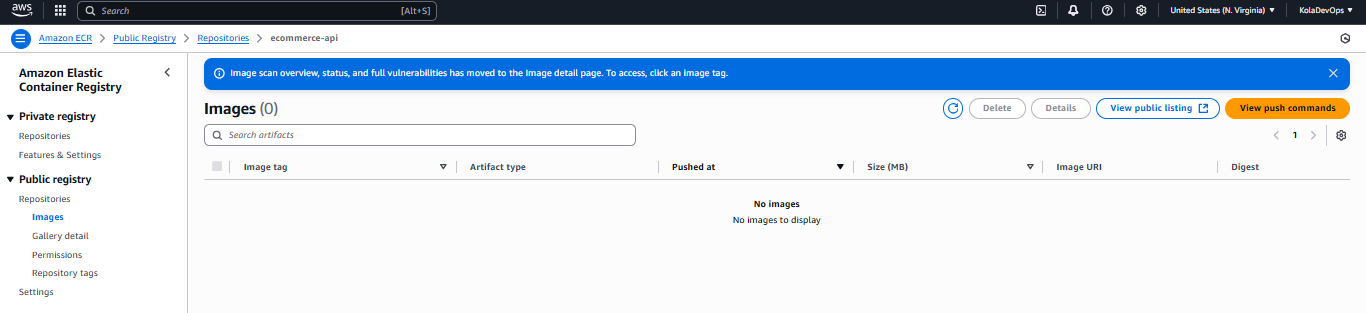 aws Search [Alt+S] United States (N. Virginia) KolaDevOps
Amazon ECR Public Registry Repositories ecommerce-api
Amazon Elastic
Container Registry
Private registry
Repositories
Features & Settings
Public registry
Repositories
Images
Gallery detail
Permissions
Repository tags
Settings
Image scan overview, status, and full vulnerabilities has moved to the Image detail page. To access, click an image tag.
Images (0) Delete Details View public listing View push commands
Search artifacts 1
Image tag Artifact type Pushed at Size (MB) Image URI Digest
No images
No images to display